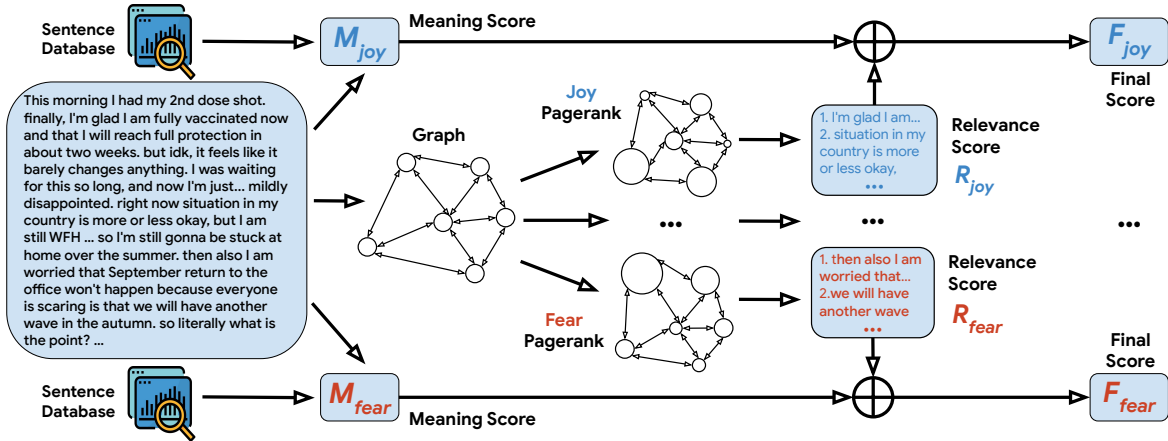 Sentence
Database
M joy
Meaning Score
F joy
Final
Score
This morning I had my 2nd dose shot.
finally, I'm glad I am fully vaccinated now
and that I will reach full protection in
about two weeks. but idk, it feels like it
barely changes anything. I was waiting
for this so long, and now I'm just... mildly
disappointed. right now situation in my
country is more or less okay, but I am
still WFH ... so I'm still gonna be stuck at
home over the summer. then also I am
worried that September return to the
office won't happen because everyone
is scaring is that we will have another
wave in the autumn. so literally what is
the point? ...
Graph
Joy
Pagerank
1. I'm glad I am...
2. situation in my
country is more
or less okay,
...
Relevance
Score
R joy
...
...
...
Fear
Pagerank
1. then also I am
worried that...
2.we will have
another wave
...
Relevance
Score
R fear
Sentence
Database
M fear
Meaning Score
Final
Score
F fear